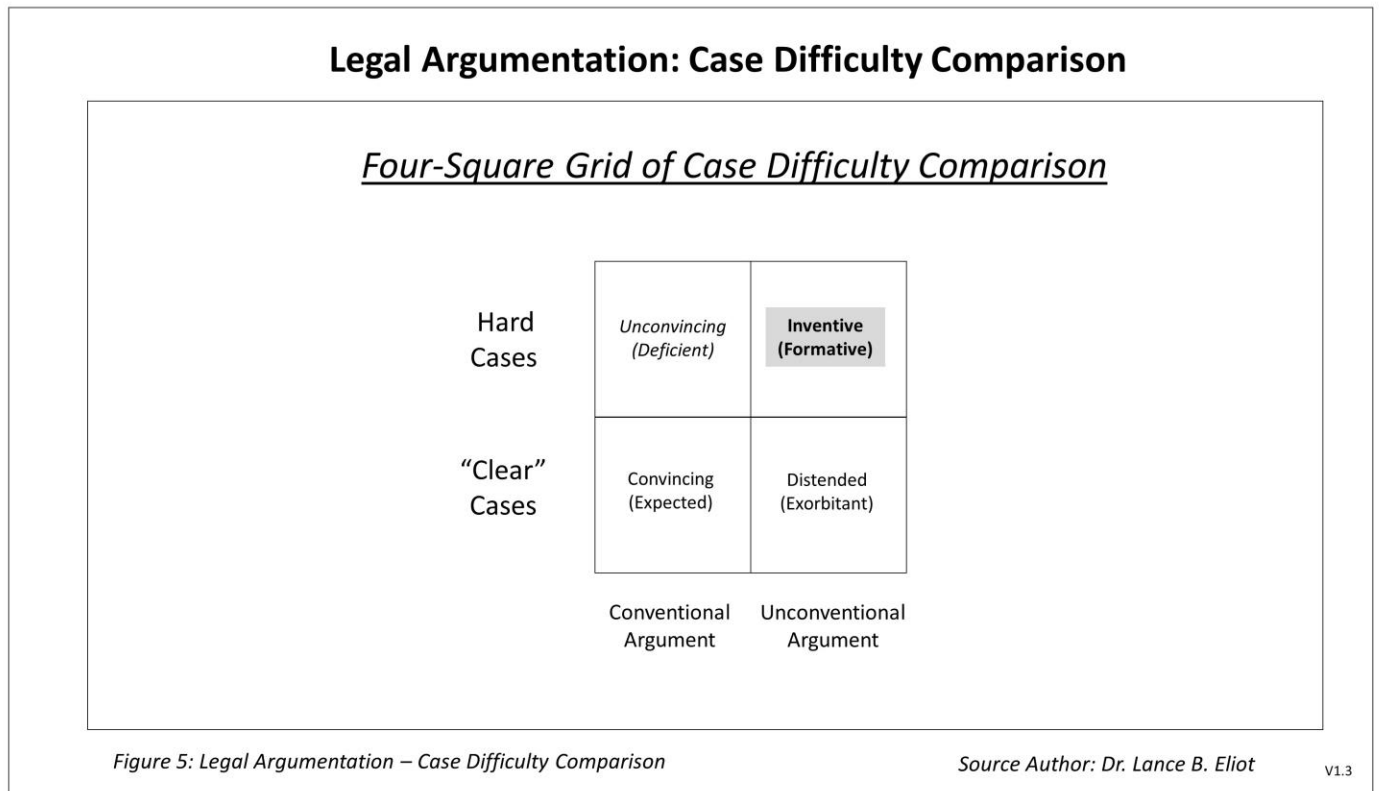 Legal Argumentation: Case Difficulty Comparison
Four-Square Grid of Case Difficulty Comparison
Hard
Cases
Unconvincing
(Deficient)
Inventive
(Formative)
“Clear”
Cases
Convincing
(Expected)
Distended
(Exorbitant)
Conventional
Argument
Unconventional
Argument
Figure 5: Legal Argumentation – Case Difficulty Comparison
Source Author: Dr. Lance B. Eliot
V1.3